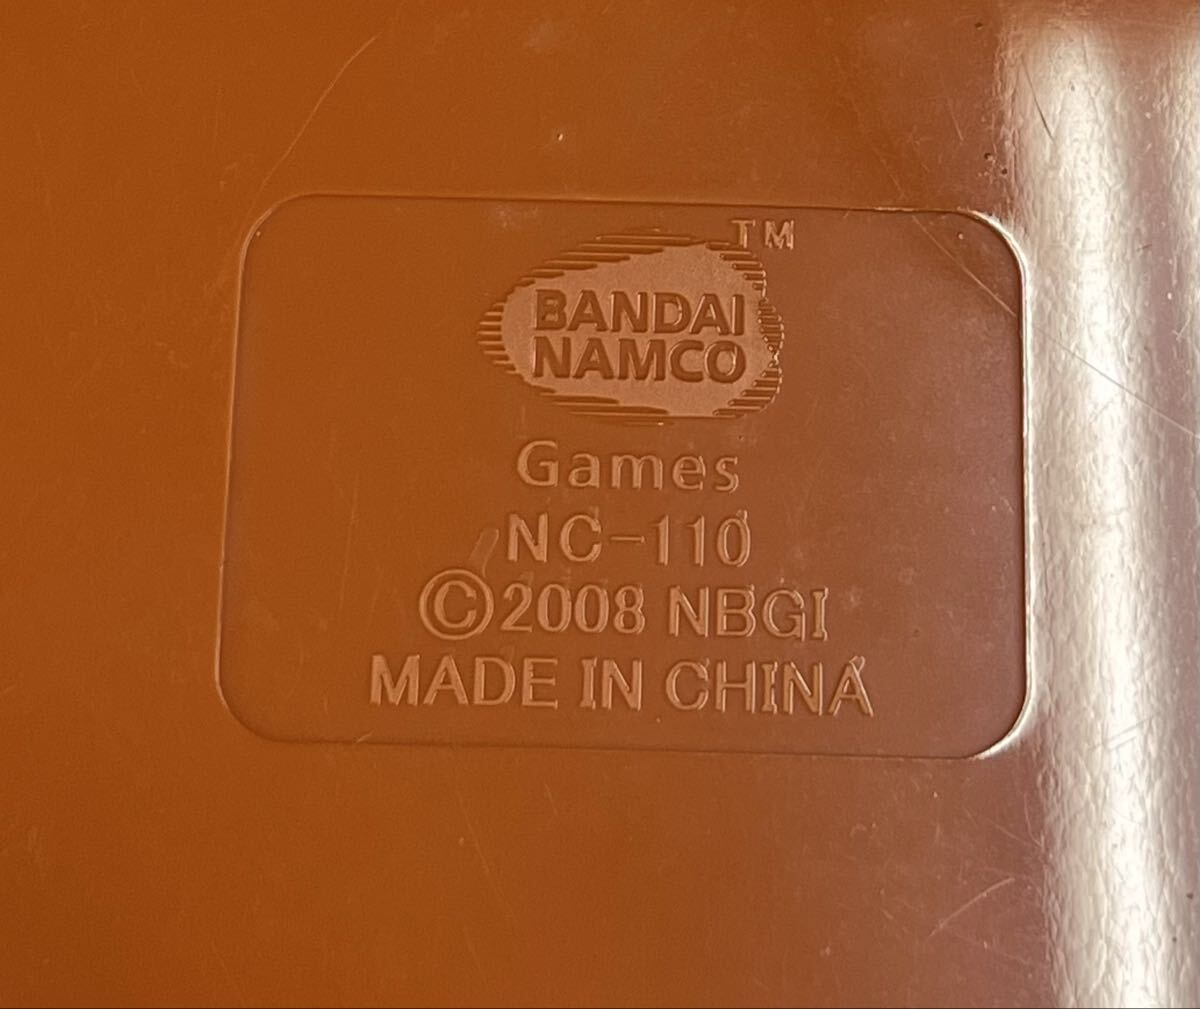 TM
BANDAI
NAMCO
Games
NC-110
©2008 NBGI
MADE IN CHINA